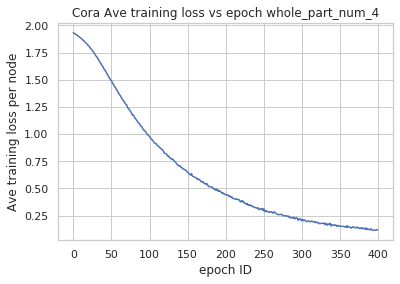 Cora Ave training loss vs epoch whole_part_num_4
Ave training loss per node
2.00
1.75
1.50
1.25
1.00
0.75
0.50
0.25
0 50 100 150 200 250 300 350 400
epoch ID